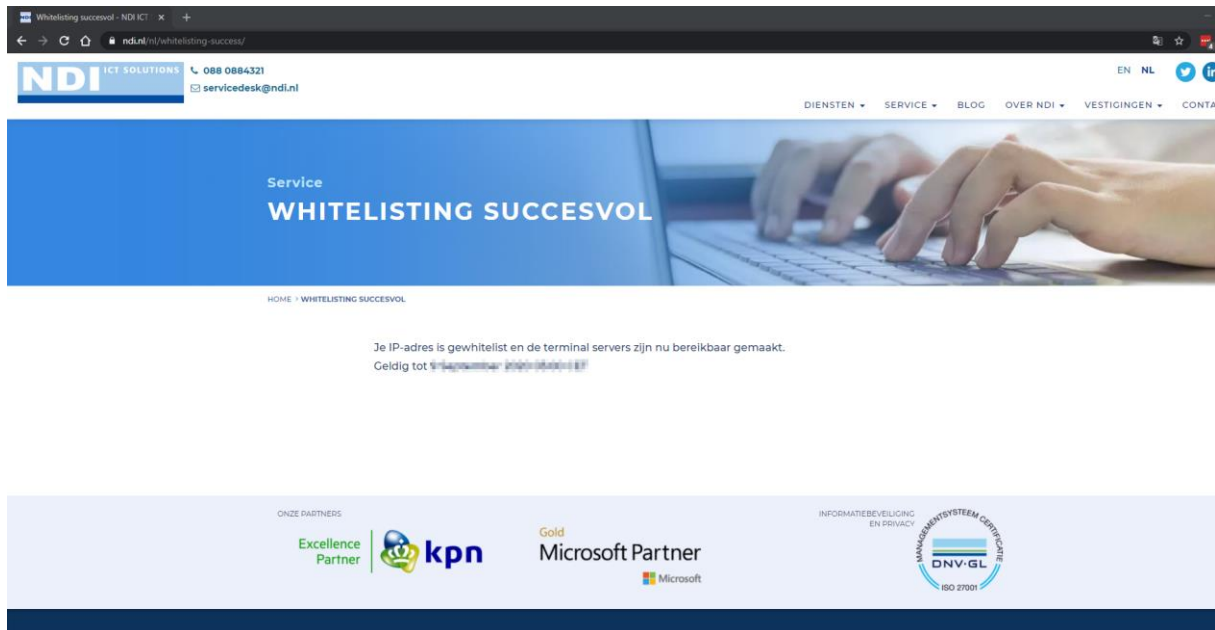 Whitelisting succesvol - NDI ICT
ndi.nl/nl/whitelisting-success/
NDI ICT SOLUTIONS
088 0884321
servicedesk@ndi.nl
EN NL
DIENSTEN SERVICE BLOG OVER NDI VESTIGINGEN CONTA
Service
WHITELISTING SUCCESVOL
HOME > WHITELISTING SUCCESVOL
Je IP-adres is gewhitelist en de terminal servers zijn nu bereikbaar gemaakt.
Geldig tot
ONZE PARTNERS
Excellence
Partner
kpn
Gold
Microsoft Partner
Microsoft
INFORMATIEBEVEILIGING
EN PRIVACY
MANAGEMENTSYSTEEM CERTIFICATIE
DNV·GL
ISO 27001